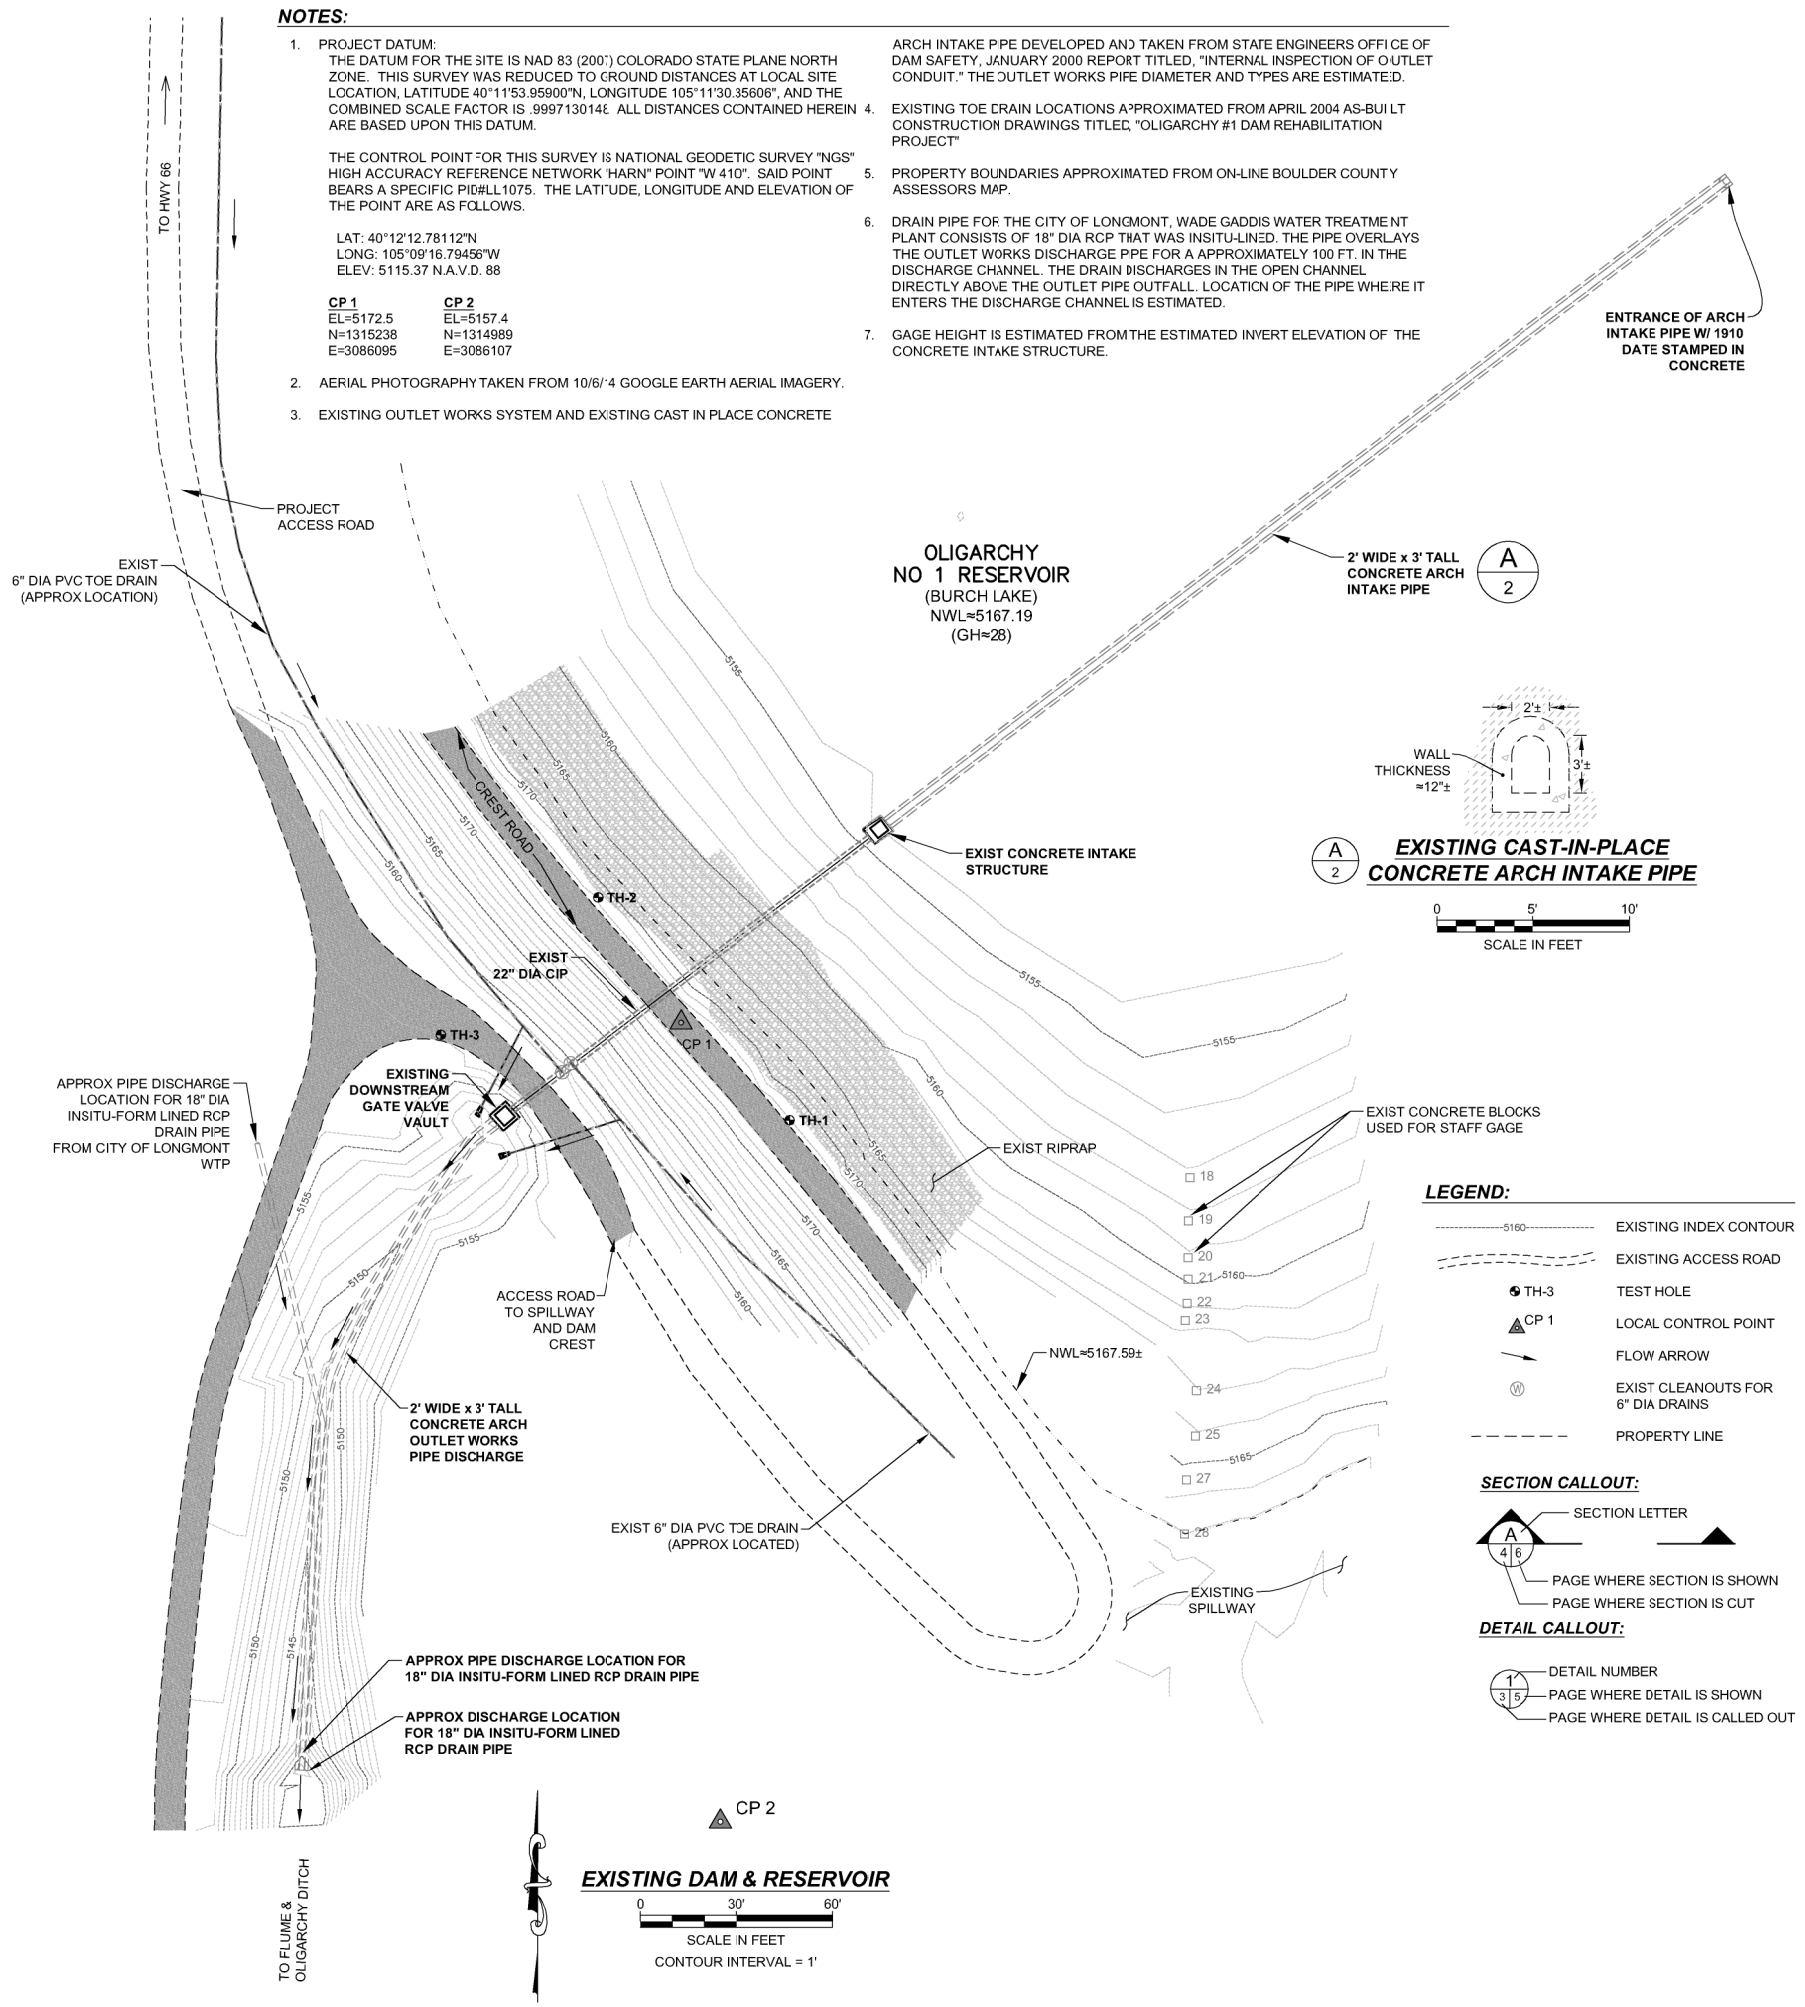 NOTES:
1. PROJECT DATUM:
THE DATUM FOR THE SITE IS NAD 83 (2007) COLORADO STATE PLANE NORTH
ZONE. THIS SURVEY WAS REDUCED TO GROUND DISTANCES AT LOCAL SITE
LOCATION, LATITUDE 40°11'53.95900"N, LONGITUDE 105°11'30.35606", AND THE
COMBINED SCALE FACTOR IS .999713014 ALL DISTANCES CONTAINED HEREIN
ARE BASED UPON THIS DATUM.
THE CONTROL POINT FOR THIS SURVEY IS NATIONAL GEODETIC SURVEY "NGS"
HIGH ACCURACY REFERENCE NETWORK "HARN" POINT "W 410". SAID POINT
BEARS A SPECIFIC PID#LL1075. THE LATITUDE, LONGITUDE AND ELEVATION OF
THE POINT ARE AS FOLLOWS.
LAT: 40°12'12.78112"N
LONG: 105°09'16.79456"W
ELEV: 5115.37 N.A.V.D. 88
CP 1 CP 2
EL=5172.5 EL=5157.4
N=1315238 N=1314989
E=3086095 E=3086107
2. AERIAL PHOTOGRAPHY TAKEN FROM 10/6/14 GOOGLE EARTH AERIAL IMAGERY.
3. EXISTING OUTLET WORKS SYSTEM AND EXISTING CAST IN PLACE CONCRETE
ARCH INTAKE PIPE DEVELOPED AND TAKEN FROM STATE ENGINEERS OFFICE OF
DAM SAFETY, JANUARY 2000 REPORT TITLED, "INTERNAL INSPECTION OF OUTLET
CONDUIT." THE OUTLET WORKS PIPE DIAMETER AND TYPES ARE ESTIMATED.
4. EXISTING TOE DRAIN LOCATIONS APPROXIMATED FROM APRIL 2004 AS-BUILT
CONSTRUCTION DRAWINGS TITLED, "OLIGARCHY #1 DAM REHABILITATION
PROJECT"
5. PROPERTY BOUNDARIES APPROXIMATED FROM ON-LINE BOULDER COUNTY
ASSESSORS MAP.
6. DRAIN PIPE FOR THE CITY OF LONGMONT, WADE GADDIS WATER TREATMENT
PLANT CONSISTS OF 18" DIA RCP THAT WAS INSITU-LINED. THE PIPE OVERLAYS
THE OUTLET WORKS DISCHARGE PIPE FOR A APPROXIMATELY 100 FT. IN THE
DISCHARGE CHANNEL. THE DRAIN DISCHARGES IN THE OPEN CHANNEL
DIRECTLY ABOVE THE OUTLET PIPE OUTFALL. LOCATION OF THE PIPE WHERE IT
ENTERS THE DISCHARGE CHANNEL IS ESTIMATED.
7. GAGE HEIGHT IS ESTIMATED FROM THE ESTIMATED INVERT ELEVATION OF THE
CONCRETE INTAKE STRUCTURE.
TO HWY 66
ENTRANCE OF ARCH
INTAKE PIPE W/ 1910
DATE STAMPED IN
CONCRETE
PROJECT
ACCESS ROAD
EXIST
6" DIA PVC TOE DRAIN
(APPROX LOCATION)
OLIGARCHY
NO 1 RESERVOIR
(BURCH LAKE)
NWL≈5167.19
(GH≈28)
2' WIDE x 3' TALL
CONCRETE ARCH
INTAKE PIPE
A
2
5155
5160
5165
5170
CREST ROAD
5170
5165
5160
2'±
3'±
WALL
THICKNESS
≈12"±
A
2
EXISTING CAST-IN-PLACE
CONCRETE ARCH INTAKE PIPE
0 5' 10'
SCALE IN FEET
EXIST CONCRETE INTAKE
STRUCTURE
TH-2
EXIST
22" DIA CIP
5155
5155
CP 1
TH-3
EXISTING
DOWNSTREAM
GATE VALVE
VAULT
APPROX PIPE DISCHARGE
LOCATION FOR 18" DIA
INSITU-FORM LINED RCP
DRAIN PIPE
FROM CITY OF LONGMONT
WTP
5160
TH-1
5165
5170
EXIST RIPRAP
EXIST CONCRETE BLOCKS
USED FOR STAFF GAGE
18
19
20
21
5160
22
23
24
25
5165
27
28
5155
5155
5150
5170
5165
5160
ACCESS ROAD
TO SPILLWAY
AND DAM
CREST
NWL≈5167.59±
2' WIDE x 3' TALL
CONCRETE ARCH
OUTLET WORKS
PIPE DISCHARGE
5150
5150
EXIST 6" DIA PVC TOE DRAIN
(APPROX LOCATED)
EXISTING
SPILLWAY
5150
5145
APPROX PIPE DISCHARGE LOCATION FOR
18" DIA INSITU-FORM LINED RCP DRAIN PIPE
APPROX DISCHARGE LOCATION
FOR 18" DIA INSITU-FORM LINED
RCP DRAIN PIPE
TO FLUME &
OLIGARCHY DITCH
CP 2
EXISTING DAM & RESERVOIR
0 30' 60'
SCALE IN FEET
CONTOUR INTERVAL = 1'
LEGEND:
5160 EXISTING INDEX CONTOUR
EXISTING ACCESS ROAD
TH-3 TEST HOLE
CP 1 LOCAL CONTROL POINT
FLOW ARROW
W EXIST CLEANOUTS FOR
6" DIA DRAINS
PROPERTY LINE
SECTION CALLOUT:
SECTION LETTER
A
4 6
PAGE WHERE SECTION IS SHOWN
PAGE WHERE SECTION IS CUT
DETAIL CALLOUT:
DETAIL NUMBER
1
3 5
PAGE WHERE DETAIL IS SHOWN
PAGE WHERE DETAIL IS CALLED OUT